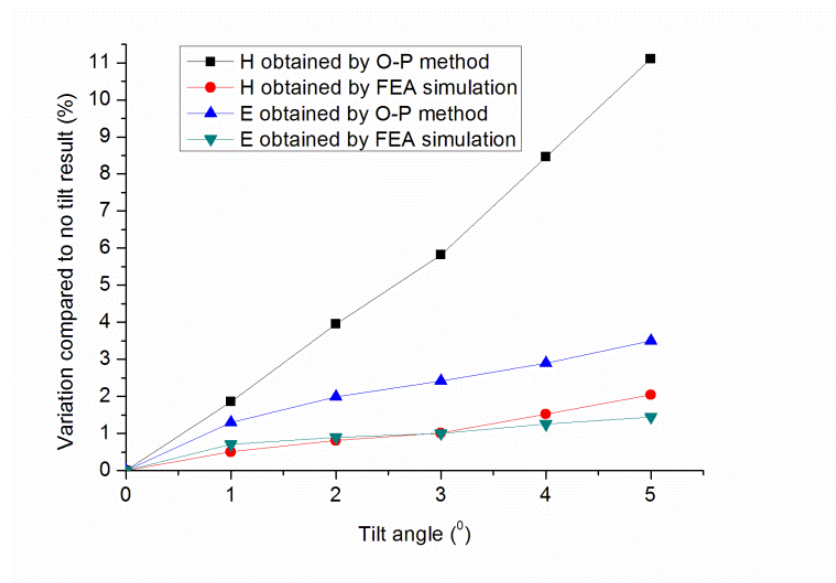 H obtained by O-P method
H obtained by FEA simulation
E obtained by O-P method
E obtained by FEA simulation
Variation compared to no tilt result (%)
11
10
9
8
7
6
5
4
3
2
1
0
0 1 2 3 4 5
Tilt angle (⁰)